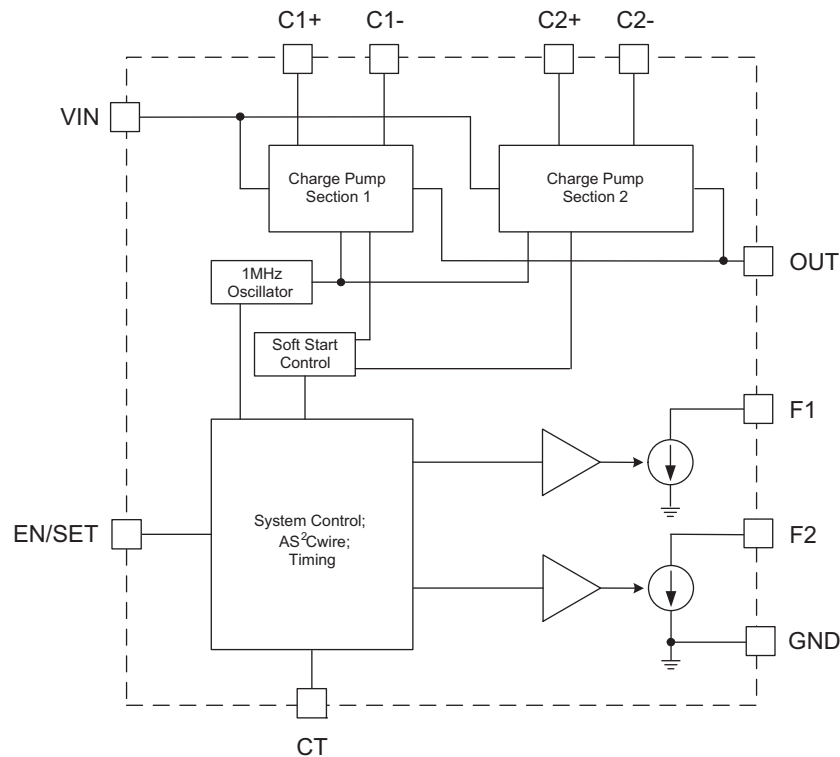 C1+ C1- C2+ C2-
VIN
Charge Pump
Section 1
Charge Pump
Section 2
OUT
1MHz
Oscillator
Soft Start
Control
F1
EN/SET
System Control;
AS²Cwire;
Timing
F2
GND
CT